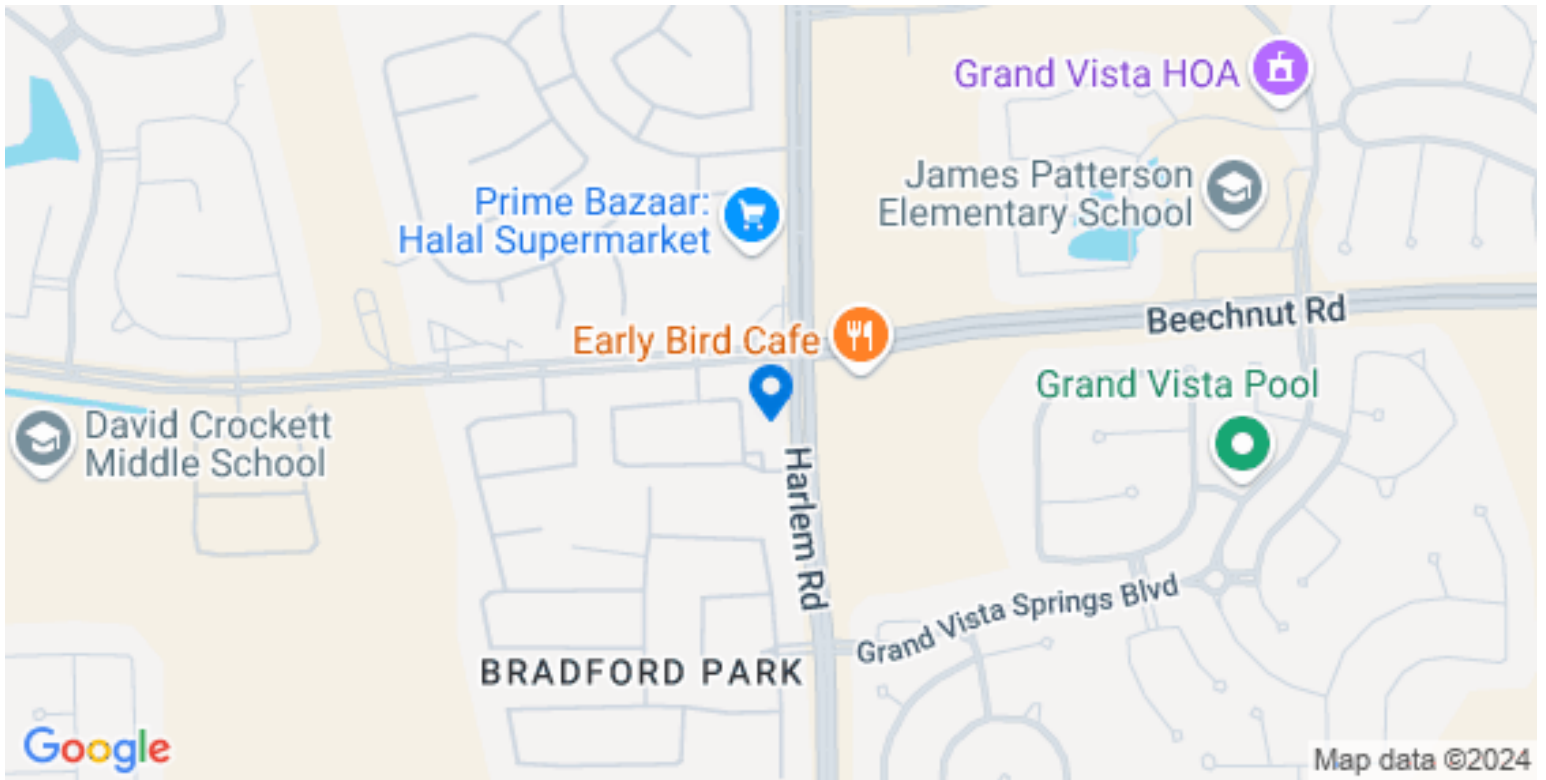 Grand Vista HOA
James Patterson
Elementary School
Prime Bazaar:
Halal Supermarket
Beechnut Rd
Early Bird Cafe
Grand Vista Pool
David Crockett
Middle School
Harlem Rd
Grand Vista Springs Blvd
BRADFORD PARK
Google
Map data ©2024